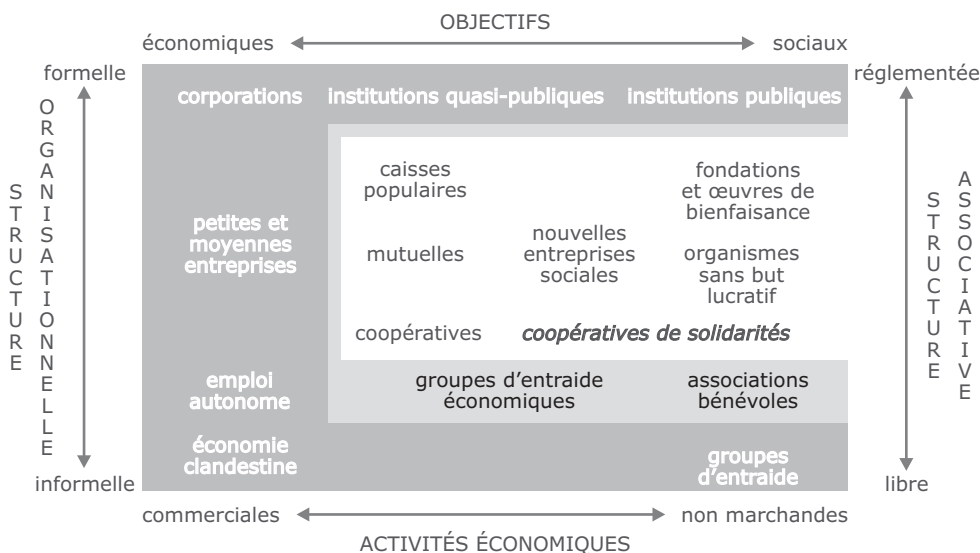 OBJECTIFS
économiques
sociaux
formelle
réglementée
corporations
institutions quasi-publiques
institutions publiques
STRUCTURE
ORGANISATIONNELLE
caisses
populaires
fondations
et œuvres de
bienfaisance
petites et
moyennes
entreprises
mutuelles
nouvelles
entreprises
sociales
organismes
sans but
lucratif
coopératives
coopératives de solidarités
STRUCTURE
ASSOCIATIVE
emploi
autonome
groupes d’entraide
économiques
associations
bénévoles
économie
clandestine
groupes
d’entraide
informelle
libre
commerciales
non marchandes
ACTIVITÉS ÉCONOMIQUES